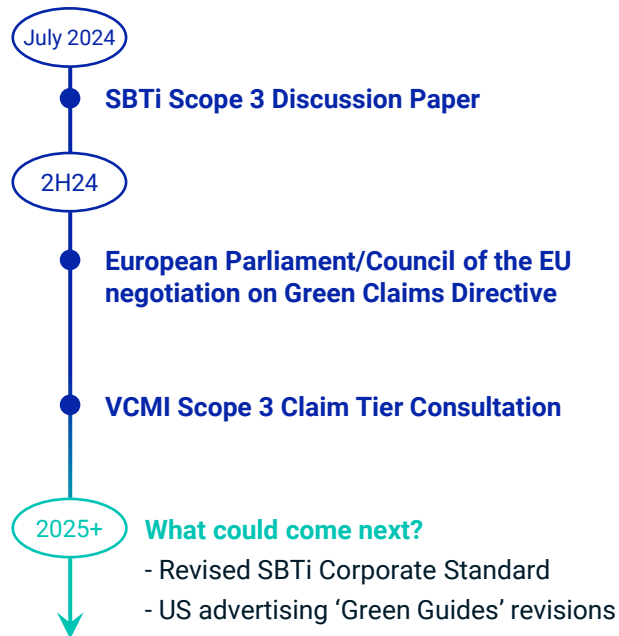 July 2024
SBTi Scope 3 Discussion Paper
2H24
European Parliament/Council of the EU
negotiation on Green Claims Directive
VCMI Scope 3 Claim Tier Consultation
2025+
What could come next?
- Revised SBTi Corporate Standard
- US advertising ‘Green Guides’ revisions